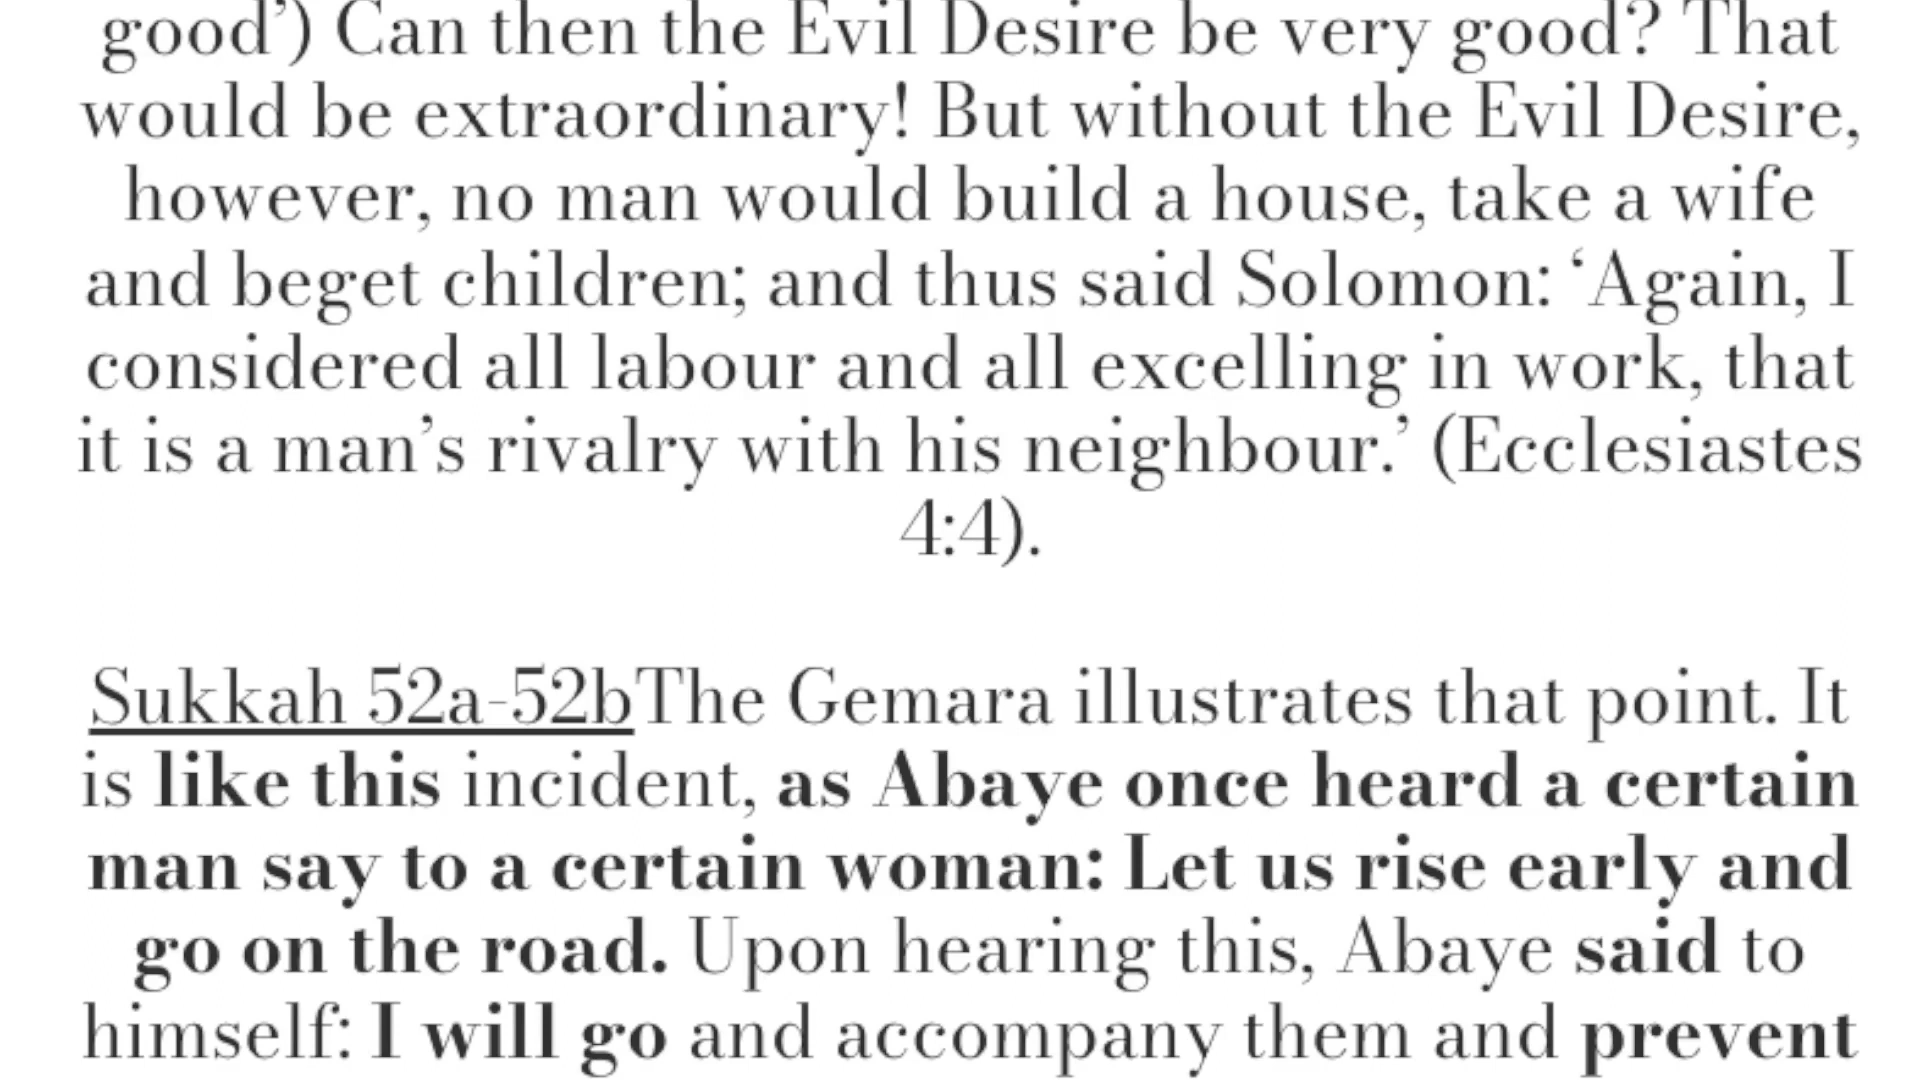 good’) Can then the Evil Desire be very good? That
would be extraordinary! But without the Evil Desire,
however, no man would build a house, take a wife
and beget children; and thus said Solomon: ‘Again, I
considered all labour and all excelling in work, that
it is a man’s rivalry with his neighbour.’ (Ecclesiastes
4:4).
Sukkah 52a-52bThe Gemara illustrates that point. It
is like this incident, as Abaye once heard a certain
man say to a certain woman: Let us rise early and
go on the road. Upon hearing this, Abaye said to
himself: I will go and accompany them and prevent